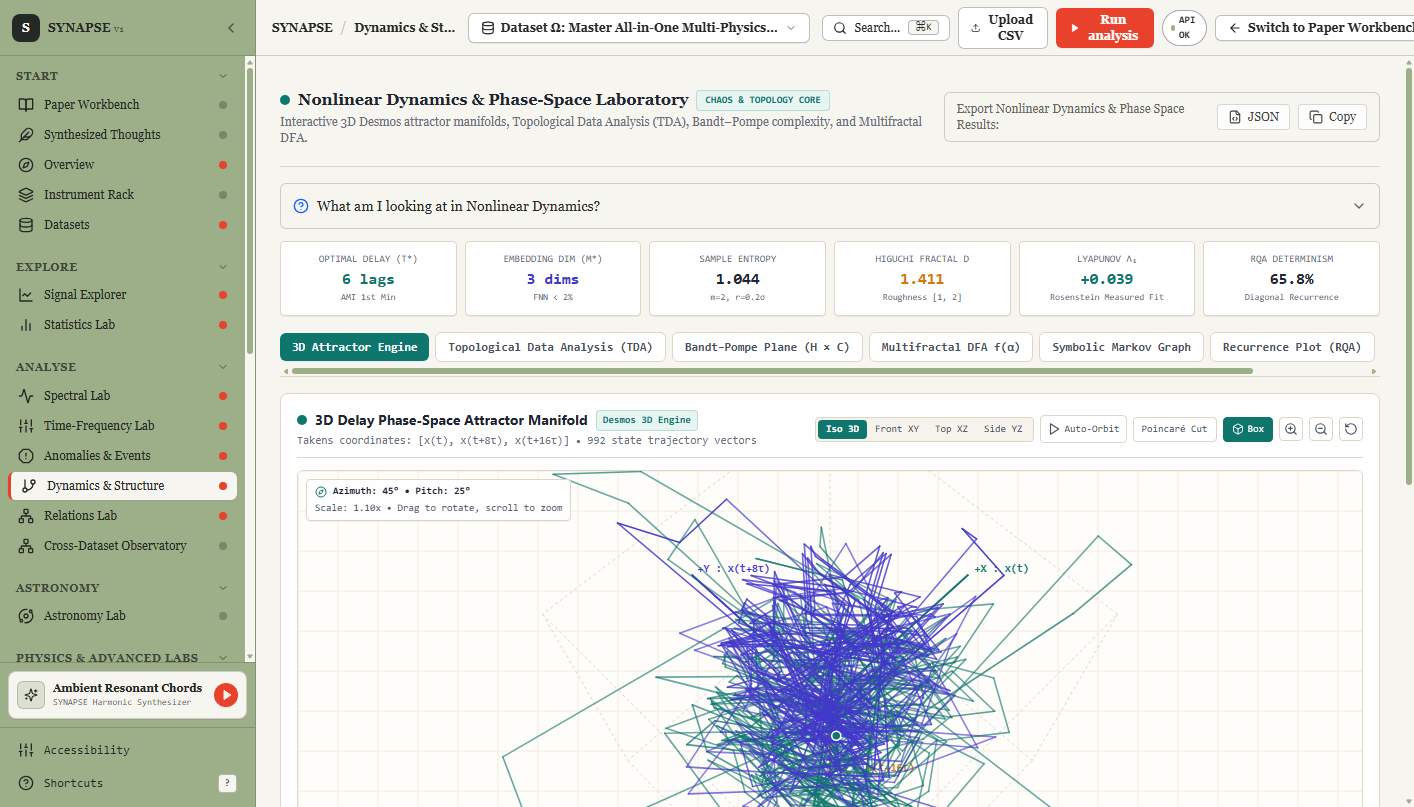 S SYNAPSE V1
START
Paper Workbench
Synthesized Thoughts
Overview
Instrument Rack
Datasets
EXPLORE
Signal Explorer
Statistics Lab
ANALYSE
Spectral Lab
Time-Frequency Lab
Anomalies & Events
Dynamics & Structure
Relations Lab
Cross-Dataset Observatory
ASTRONOMY
Astronomy Lab
PHYSICS & ADVANCED LABS
Ambient Resonant Chords
SYNAPSE Harmonic Synthesizer
Accessibility
Shortcuts ?
SYNAPSE / Dynamics & St... Dataset Ω: Master All-in-One Multi-Physics... Search... ⌘K
Upload
CSV
Run
analysis
API
OK
Switch to Paper Workbench
Nonlinear Dynamics & Phase-Space Laboratory CHAOS & TOPOLOGY CORE
Interactive 3D Desmos attractor manifolds, Topological Data Analysis (TDA), Bandt–Pompe complexity, and Multifractal
DFA.
Export Nonlinear Dynamics & Phase Space
Results:
JSON Copy
What am I looking at in Nonlinear Dynamics?
OPTIMAL DELAY (Τ*)
6 lags
AMI 1st Min
EMBEDDING DIM (M*)
3 dims
FNN < 2%
SAMPLE ENTROPY
1.044
m=2, r=0.2σ
HIGUCHI FRACTAL D
1.411
Roughness [1, 2]
LYAPUNOV Λ₁
+0.039
Rosenstein Measured Fit
RQA DETERMINISM
65.8%
Diagonal Recurrence
3D Attractor Engine Topological Data Analysis (TDA) Bandt-Pompe Plane (H × C) Multifractal DFA f(α) Symbolic Markov Graph Recurrence Plot (RQA)
3D Delay Phase-Space Attractor Manifold Desmos 3D Engine
Takens coordinates: [x(t), x(t+8τ), x(t+16τ)] • 992 state trajectory vectors
Iso 3D Front XY Top XZ Side YZ Auto-Orbit Poincaré Cut Box
Azimuth: 45° • Pitch: 25°
Scale: 1.10x • Drag to rotate, scroll to zoom
+Y : x(t+8τ)
+X : x(t)